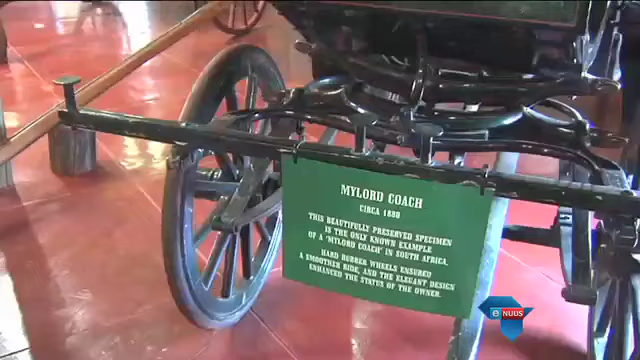 MYLORD COACH
CIRCA 1880
THIS BEAUTIFULLY PRESERVED SPECIMEN
IS THE ONLY KNOWN EXAMPLE
OF A 'MYLORD COACH' IN SOUTH AFRICA.
HARD RUBBER WHEELS ENSURED
A SMOOTHER RIDE, AND THE ELEGANT DESIGN
ENHANCED THE STATUS OF THE OWNER.
e NUUS